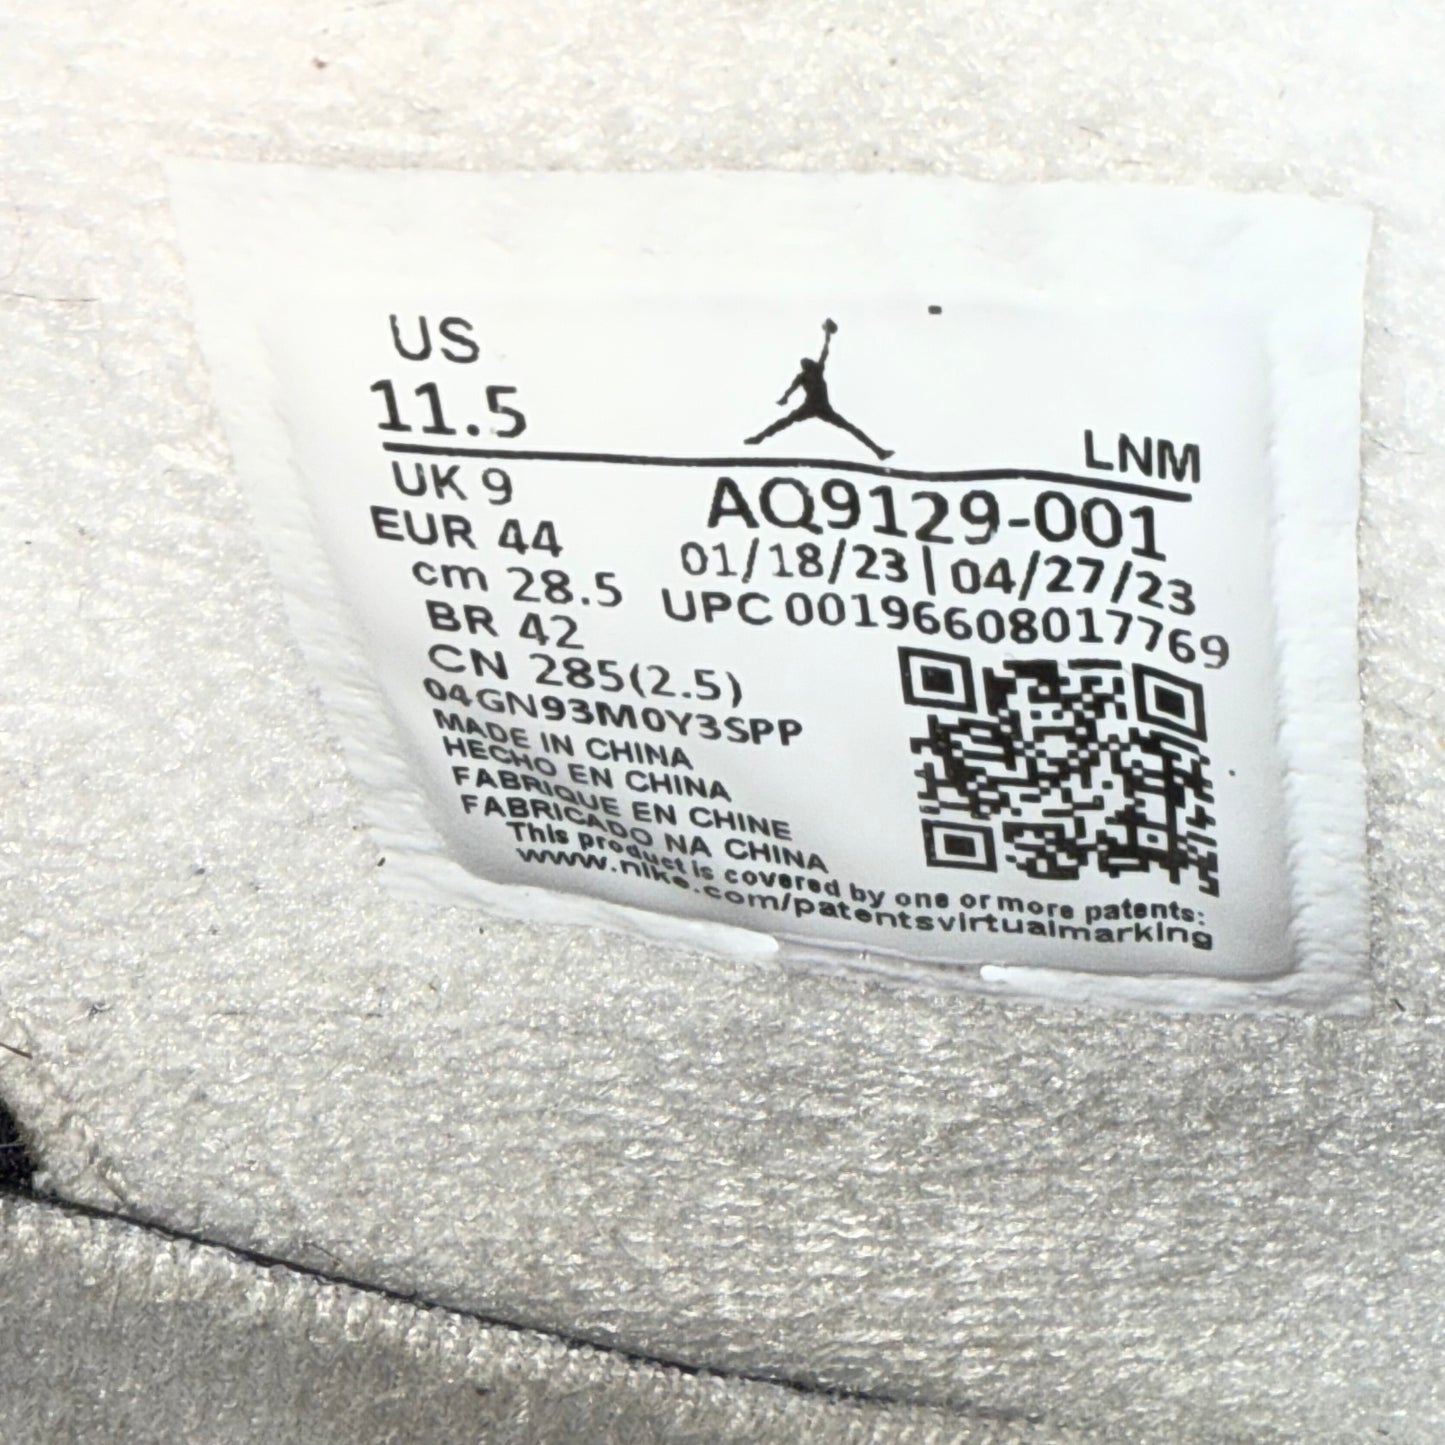 US
11.5
LNM
UK 9
AQ9129-001
EUR 44
01/18/23 | 04/27/23
cm 28.5
UPC 00196608017769
BR 42
CN 285(2.5)
04GN93M0Y3SPP
MADE IN CHINA
HECHO EN CHINA
FABRIQUE EN CHINE
FABRICADO NA CHINA
This product is covered by one or more patents:
www.nike.com/patentsvirtualmarking